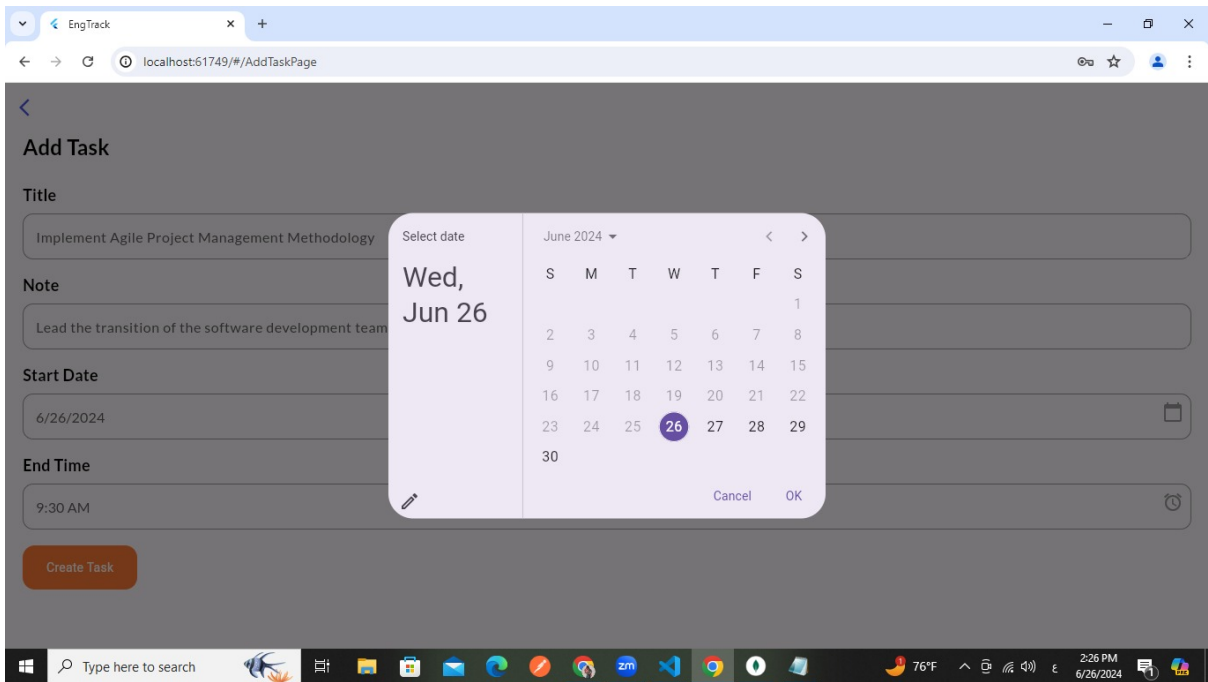 EngTrack
localhost:61749/#/AddTaskPage
Add Task
Title
Implement Agile Project Management Methodology
Note
Lead the transition of the software development team
Start Date
6/26/2024
End Time
9:30 AM
Create Task
Select date
Wed,
Jun 26
June 2024
S M T W T F S
1
2 3 4 5 6 7 8
9 10 11 12 13 14 15
16 17 18 19 20 21 22
23 24 25 26 27 28 29
30
Cancel OK
Type here to search
zm
76°F
ع
2:26 PM
6/26/2024
1
PRE